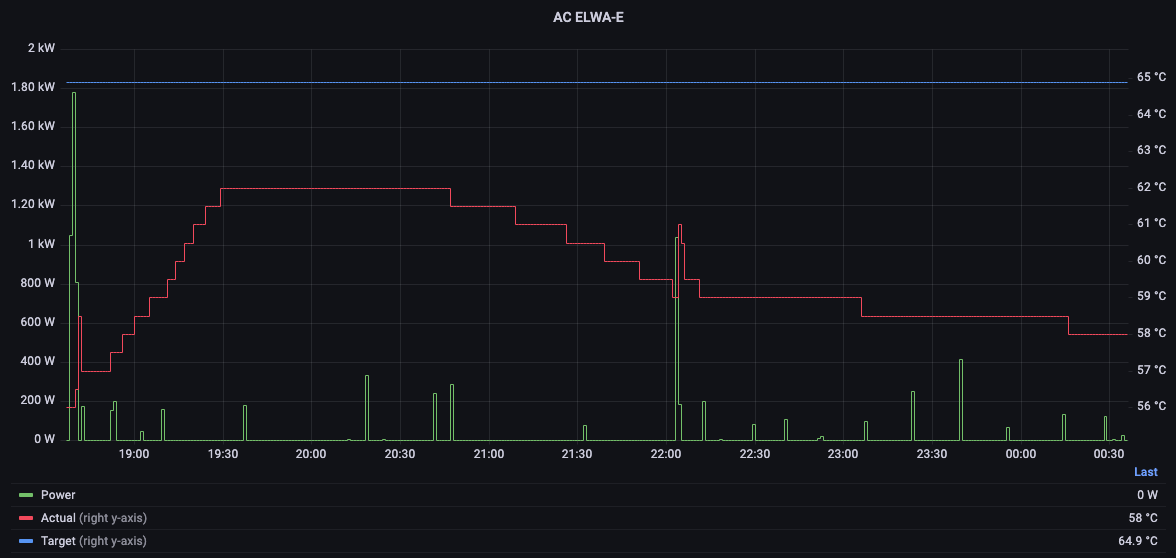 AC ELWA-E
2 kW
1.80 kW
1.60 kW
1.40 kW
1.20 kW
1 kW
800 W
600 W
400 W
200 W
0 W
65 °C
64 °C
63 °C
62 °C
61 °C
60 °C
59 °C
58 °C
57 °C
56 °C
19:00 19:30 20:00 20:30 21:00 21:30 22:00 22:30 23:00 23:30 00:00 00:30
Last
Power 0 W
Actual (right y-axis) 58 °C
Target (right y-axis) 64.9 °C